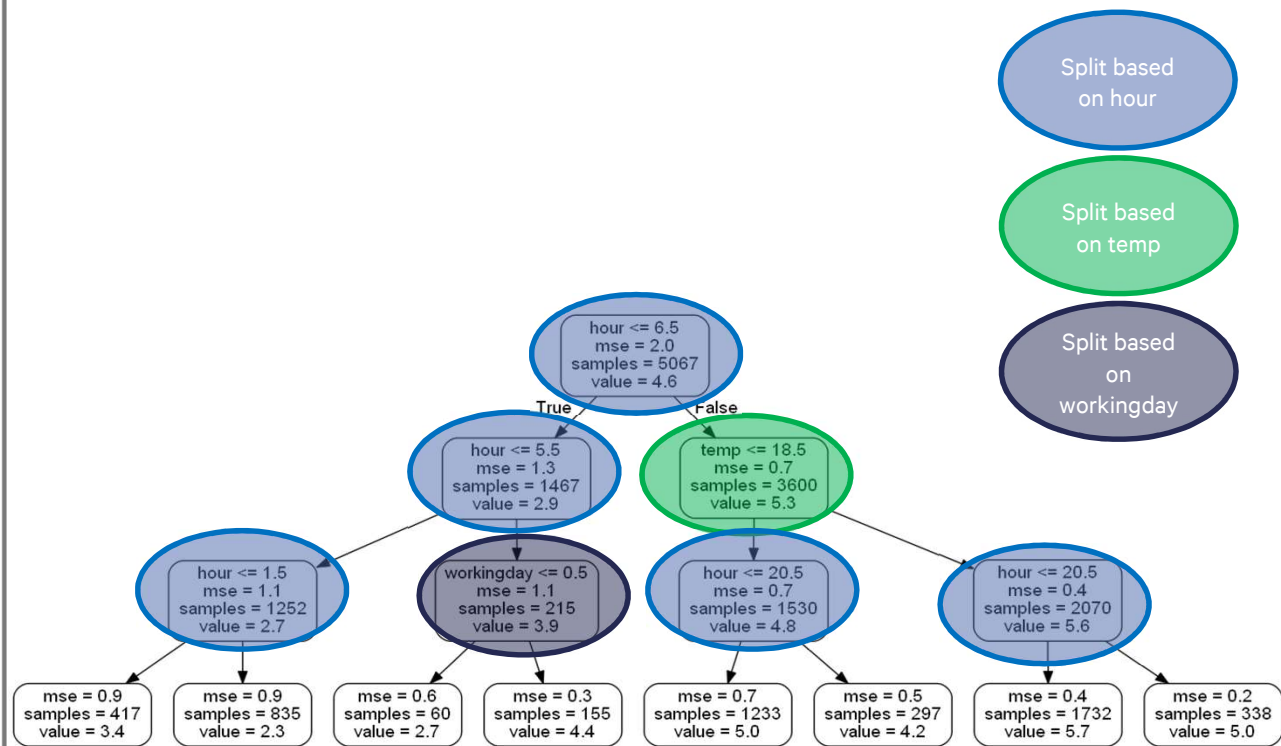 Split based
on hour
Split based
on temp
Split based
on
workingday
hour <= 6.5
mse = 2.0
samples = 5067
value = 4.6
True
False
hour <= 5.5
mse = 1.3
samples = 1467
value = 2.9
temp <= 18.5
mse = 0.7
samples = 3600
value = 5.3
hour <= 1.5
mse = 1.1
samples = 1252
value = 2.7
workingday <= 0.5
mse = 1.1
samples = 215
value = 3.9
hour <= 20.5
mse = 0.7
samples = 1530
value = 4.8
hour <= 20.5
mse = 0.4
samples = 2070
value = 5.6
mse = 0.9
samples = 417
value = 3.4
mse = 0.9
samples = 835
value = 2.3
mse = 0.6
samples = 60
value = 2.7
mse = 0.3
samples = 155
value = 4.4
mse = 0.7
samples = 1233
value = 5.0
mse = 0.5
samples = 297
value = 4.2
mse = 0.4
samples = 1732
value = 5.7
mse = 0.2
samples = 338
value = 5.0